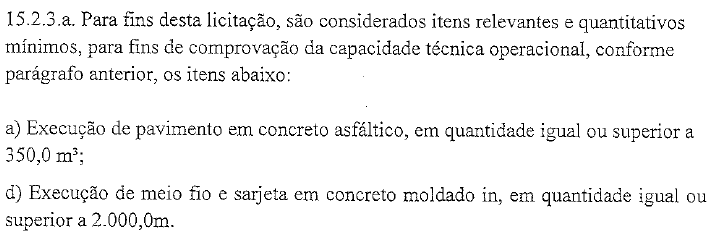 15.2.3.a. Para fins desta licitação, são considerados itens relevantes e quantitativos
mínimos, para fins de comprovação da capacidade técnica operacional, conforme
parágrafo anterior, os itens abaixo:
a) Execução de pavimento em concreto asfáltico, em quantidade igual ou superior a
350,0 m³;
d) Execução de meio fio e sarjeta em concreto moldado in, em quantidade igual ou
superior a 2.000,0m.